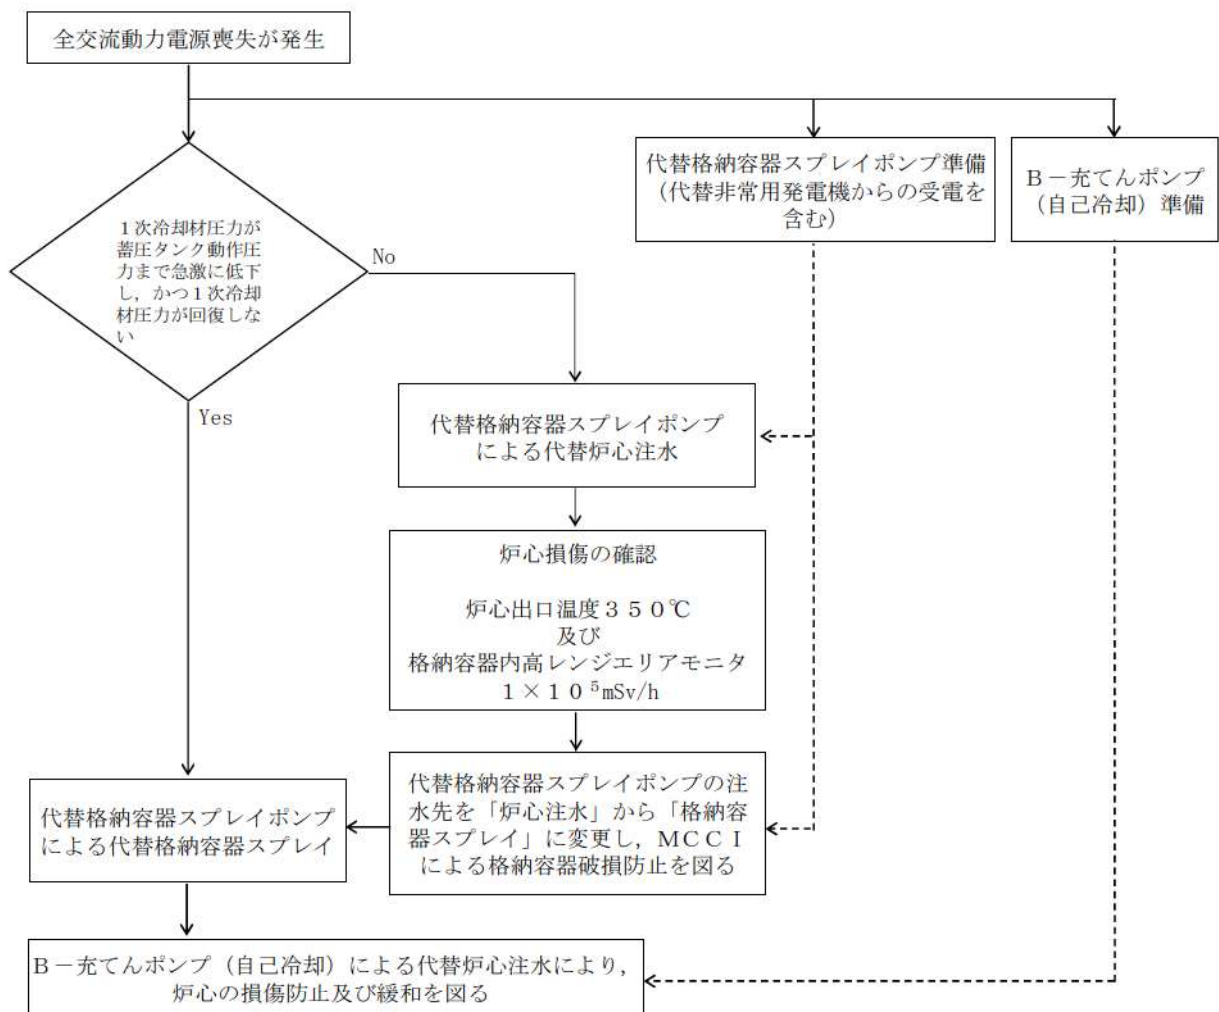 全交流動力電源喪失が発生
代替格納容器スプレイポンプ準備
（代替非常用発電機からの受電を
含む）
Ｂ－充てんポンプ
（自己冷却）準備
１次冷却材圧力が
蓄圧タンク動作圧
力まで急激に低下
し，かつ１次冷却
材圧力が回復しな
い
No
Yes
代替格納容器スプレイポンプ
による代替炉心注水
炉心損傷の確認
炉心出口温度３５０℃
及び
格納容器内高レンジエリアモニタ
１×１０⁵mSv/h
代替格納容器スプレイポンプの注
水先を「炉心注水」から「格納容
器スプレイ」に変更し，ＭＣＣＩ
による格納容器破損防止を図る
代替格納容器スプレイポンプ
による代替格納容器スプレイ
Ｂ－充てんポンプ（自己冷却）による代替炉心注水により，
炉心の損傷防止及び緩和を図る